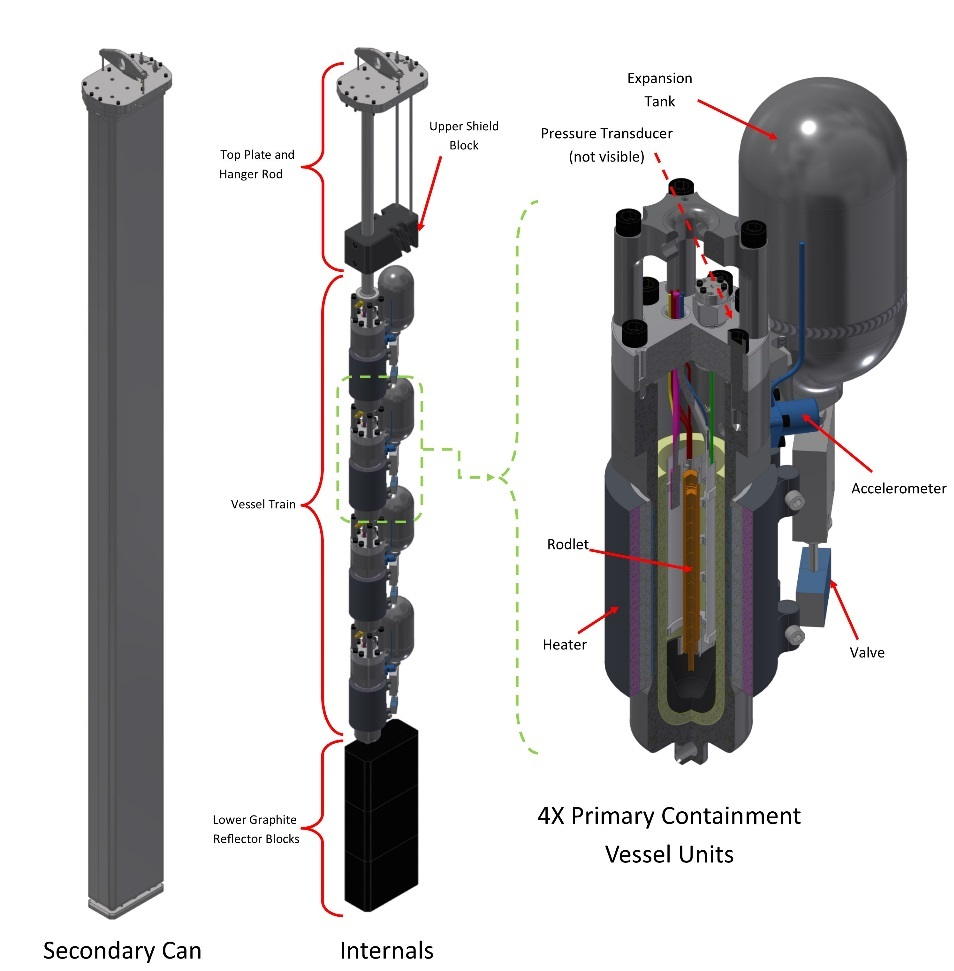 Expansion
Tank
Pressure Transducer
(not visible)
Upper Shield
Block
Top Plate and
Hanger Rod
Vessel Train
Accelerometer
Rodlet
Heater
Valve
Lower Graphite
Reflector Blocks
4X Primary Containment
Vessel Units
Secondary Can
Internals